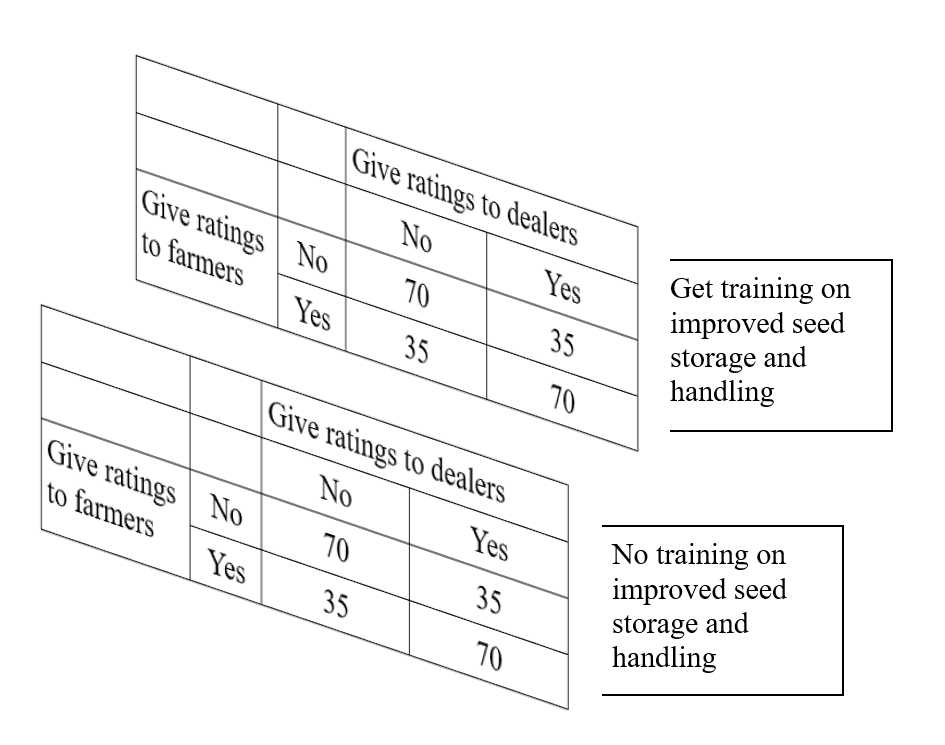 Give ratings to dealers
No
Yes
Give ratings
to farmers
No
70
35
Yes
35
70
Get training on
improved seed
storage and
handling
Give ratings to dealers
No
Yes
Give ratings
to farmers
No
70
35
Yes
35
70
No training on
improved seed
storage and
handling